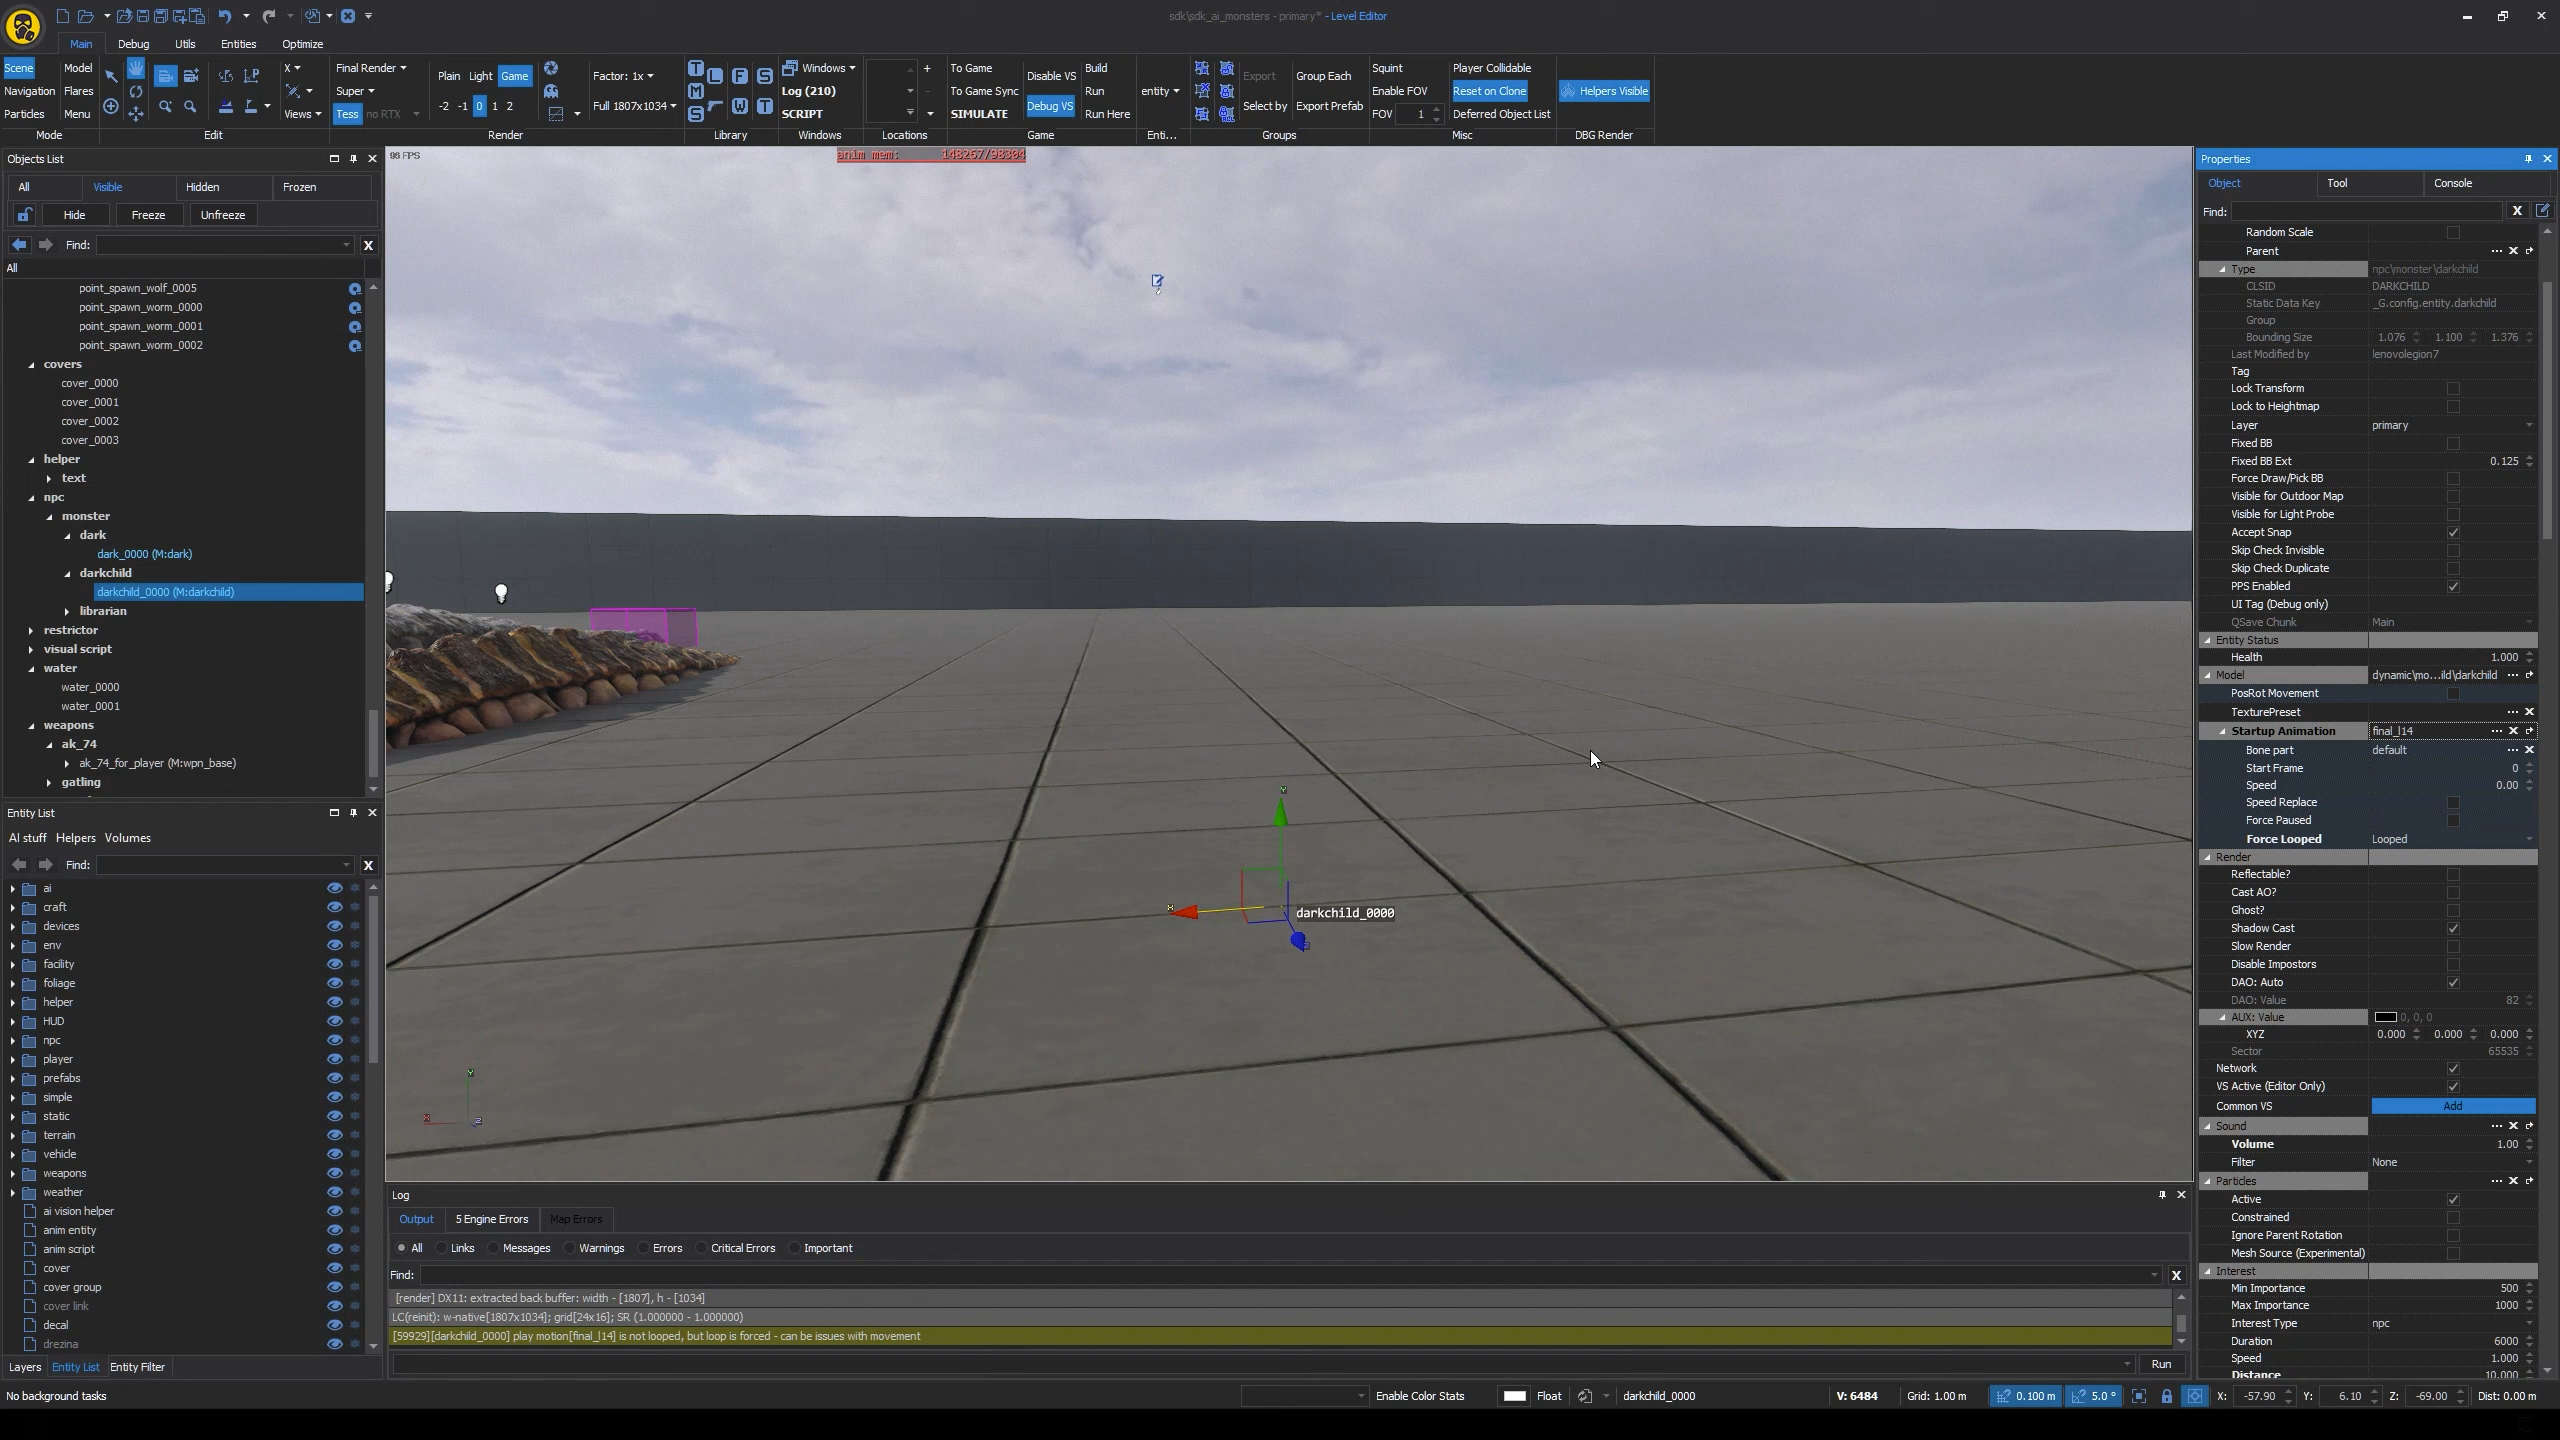 sdk\sdk_ai_monsters - primary* - Level Editor
Main Debug Utils Entities Optimize
Scene Model X Final Render Plain Light Game Factor: 1x Windows To Game Disable VS Build Export Group Each Squint Player Collidable
Navigation Flares Super -2 -1 0 1 2 Full 1807x1034 Log (210) To Game Sync Debug VS Run entity Select by Export Prefab Enable FOV Reset on Clone Helpers Visible
Particles Menu Views Tess no RTX SCRIPT SIMULATE Run Here FOV 1 Deferred Object List
Mode Edit Render Library Windows Locations Game Enti... Groups Misc DBG Render
Objects List
All Visible Hidden Frozen
Hide Freeze Unfreeze
Find:
All
point_spawn_wolf_0005
point_spawn_worm_0000
point_spawn_worm_0001
point_spawn_worm_0002
covers
cover_0000
cover_0001
cover_0002
cover_0003
helper
text
npc
monster
dark
dark_0000 (M:dark)
darkchild
darkchild_0000 (M:darkchild)
librarian
restrictor
visual script
water
water_0000
water_0001
weapons
ak_74
ak_74_for_player (M:wpn_base)
gatling
Entity List
AI stuff Helpers Volumes
Find:
ai
craft
devices
env
facility
foliage
helper
HUD
npc
player
prefabs
simple
static
terrain
vehicle
weapons
weather
ai vision helper
anim entity
anim script
cover
cover group
cover link
decal
drezina
Layers Entity List Entity Filter
98 FPS
anim mem: 148267/98304
darkchild_0000
Log
Output 5 Engine Errors Map Errors
All Links Messages Warnings Errors Critical Errors Important
Find:
[render] DX11: extracted back buffer: width - [1807], h - [1034]
LC(reinit): w-native[1807x1034]; grid[24x16]; SR (1.000000 - 1.000000)
[59929][darkchild_0000] play motion[final_l14] is not looped, but loop is forced - can be issues with movement
Run
Properties
Object Tool Console
Find:
Random Scale
Parent
Type npc\monster\darkchild
CLSID DARKCHILD
Static Data Key _G.config.entity.darkchild
Group
Bounding Size 1.076 1.100 1.376
Last Modified by lenovolegion7
Tag
Lock Transform
Lock to Heightmap
Layer primary
Fixed BB
Fixed BB Ext 0.125
Force Draw/Pick BB
Visible for Outdoor Map
Visible for Light Probe
Accept Snap
Skip Check Invisible
Skip Check Duplicate
PPS Enabled
UI Tag (Debug only)
QSave Chunk Main
Entity Status
Health 1.000
Model dynamic\mo...ild\darkchild
PosRot Movement
TexturePreset
Startup Animation final_l14
Bone part default
Start Frame 0
Speed 0.00
Speed Replace
Force Paused
Force Looped Looped
Render
Reflectable?
Cast AO?
Ghost?
Shadow Cast
Slow Render
Disable Impostors
DAO: Auto
DAO: Value 82
AUX: Value 0, 0, 0
XYZ 0.000 0.000 0.000
Sector 65535
Network
VS Active (Editor Only)
Common VS Add
Sound
Volume 1.00
Filter None
Particles
Active
Constrained
Ignore Parent Rotation
Mesh Source (Experimental)
Interest
Min Importance 500
Max Importance 1000
Interest Type npc
Duration 6000
Speed 1.000
Distance 10.000
No background tasks Enable Color Stats Float darkchild_0000 V: 6484 Grid: 1.00 m 0.100 m 5.0 ° X: -57.90 Y: 6.10 Z: -69.00 Dist: 0.00 m